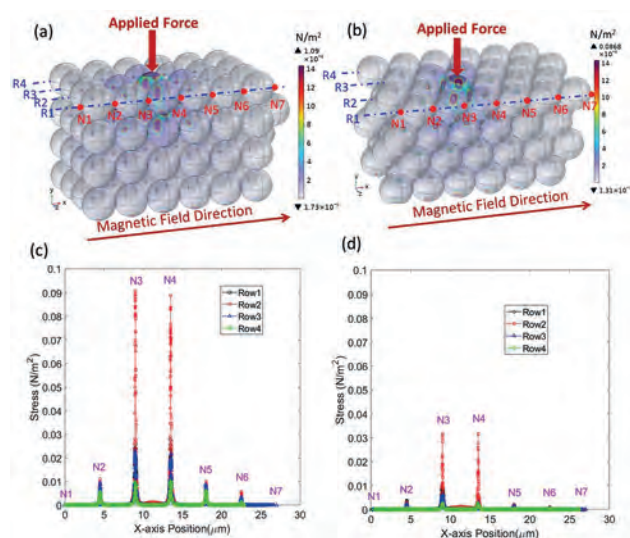 (a)
Applied Force
N/m²
▲ 1.09
×10⁻⁴
14
12
10
8
6
4
2
R4
R3
R2
R1
N1
N2
N3
N4
N5
N6
N7
y
z
x
Magnetic Field Direction
(b)
Applied Force
N/m²
▲ 0.0868
14
12
10
8
6
4
2
▼ 1.31×10⁻⁵
R4
R3
R2
R1
N1
N2
N3
N4
N5
N6
N7
y
z
x
Magnetic Field Direction
(c)
0.1
0.09
0.08
0.07
0.06
0.05
0.04
0.03
0.02
0.01
0
Stress (N/m²)
N3
N4
Row1
Row2
Row3
Row4
N1
N2
N5
N6
N7
0
5
10
15
20
25
30
X-axis Position(μm)
(d)
0.1
0.09
0.08
0.07
0.06
0.05
0.04
0.03
0.02
0.01
0
Stress (N/m²)
Row1
Row2
Row3
Row4
N3
N4
N1
N2
N5
N6
N7
0
5
10
15
20
25
30
X-axis Position(μm)